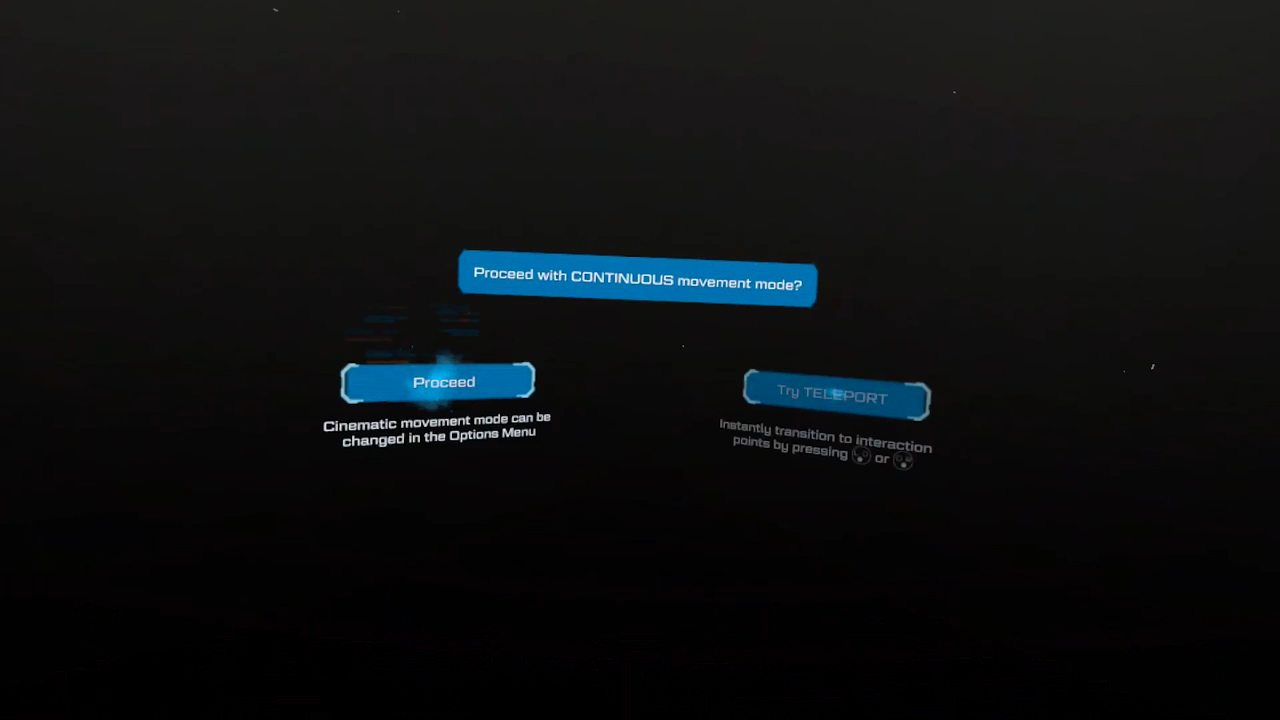 Proceed with CONTINUOUS movement mode?
Proceed
Cinematic movement mode can be
changed in the Options Menu
Try TELEPORT
Instantly transition to interaction
points by pressing or